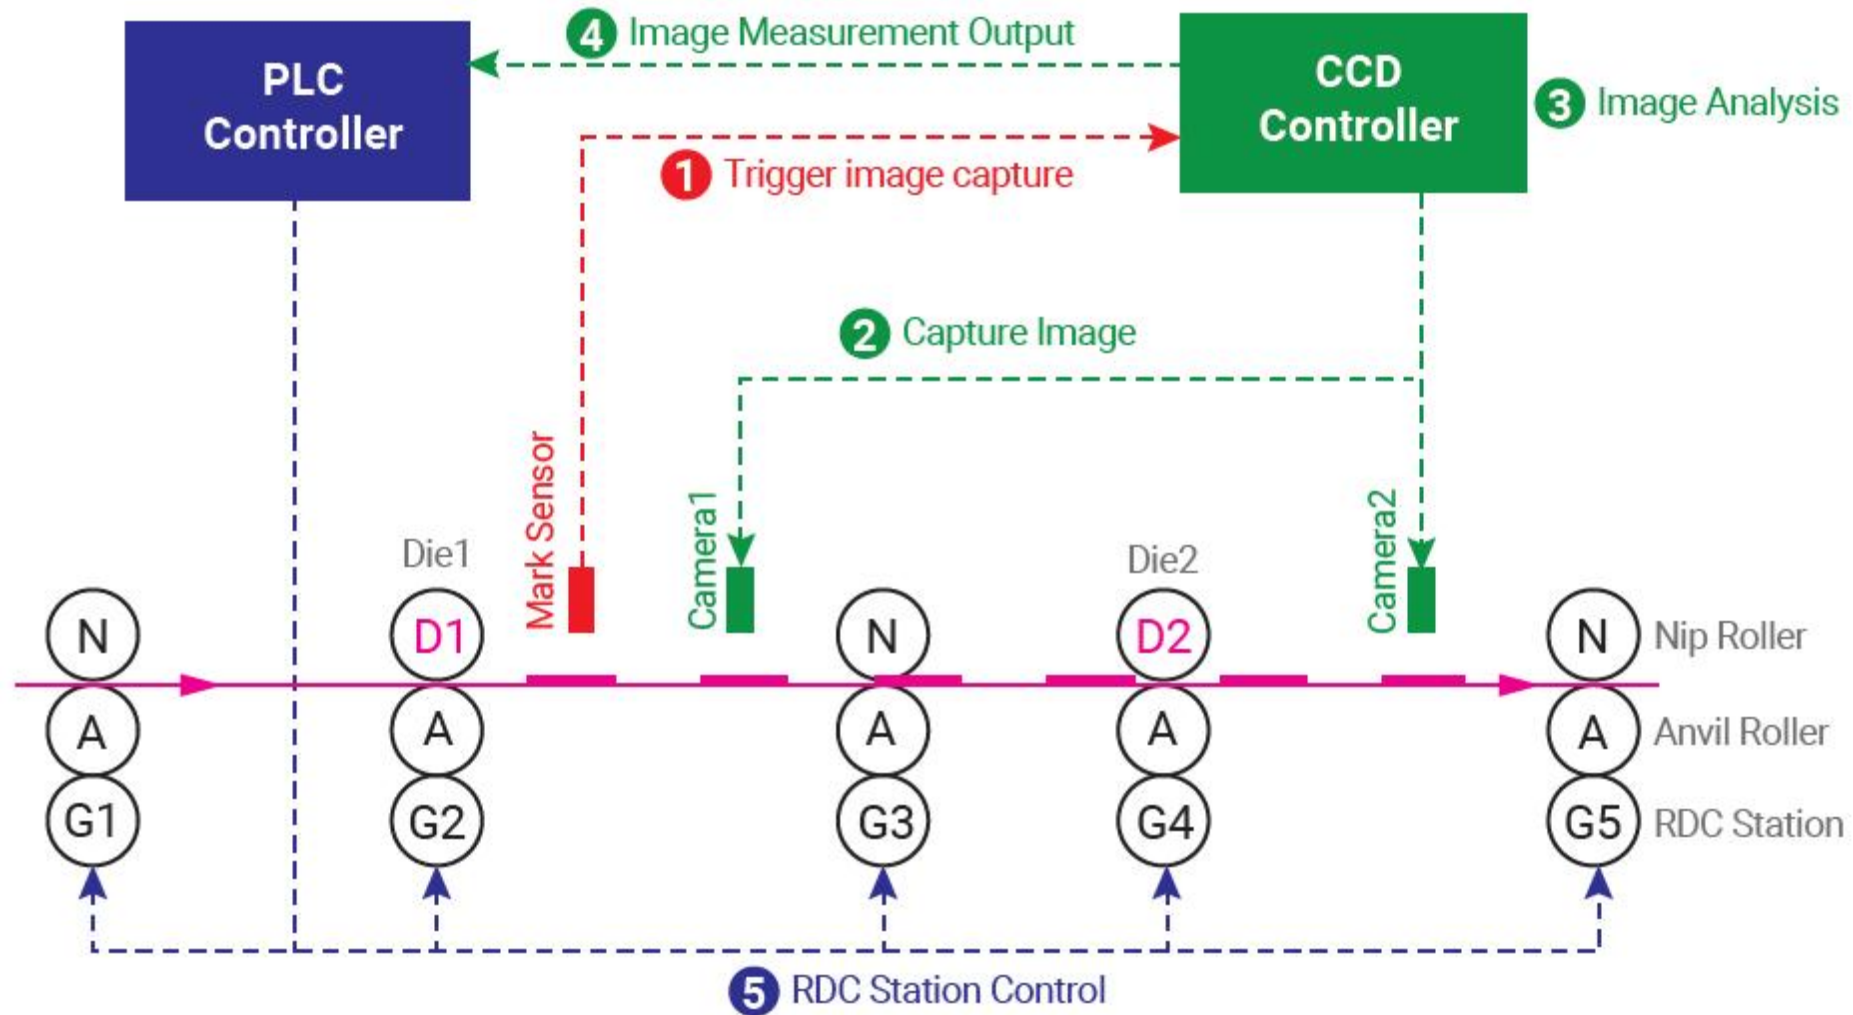 4 Image Measurement Output
PLC
Controller
CCD
Controller
3 Image Analysis
1 Trigger image capture
2 Capture Image
Mark Sensor
Camera1
Camera2
Die1
Die2
N
D1
N
D2
N
Nip Roller
A
A
A
A
A
Anvil Roller
G1
G2
G3
G4
G5
RDC Station
5 RDC Station Control